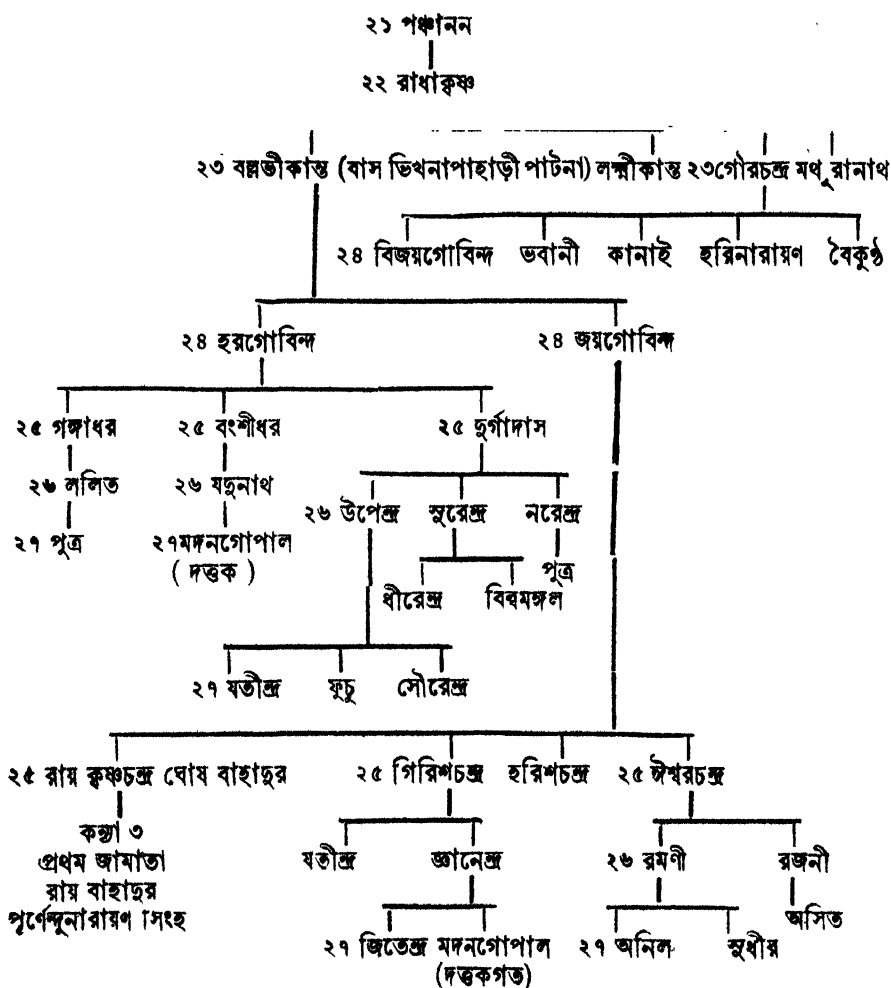 ২১ পঞ্চানন
২২ রাধাকৃষ্ণ
২৩ বল্লভীকান্ত (বাস ভিখনাপাহাড়ী পাটনা) লক্ষ্মীকান্ত ২৩গৌরচন্দ্র মথুরানাথ
২৪ বিজয়গোবিন্দ ভবানী কানাই হরিনারায়ণ বৈকুণ্ঠ
২৪ হরগোবিন্দ ২৪ জয়গোবিন্দ
২৫ গঙ্গাধর ২৫ বংশীধর ২৫ দুর্গাদাস
২৬ ললিত ২৬ যদুনাথ ২৬ উপেন্দ্র সুরেন্দ্র নরেন্দ্র
২৭ পুত্র ২৭মদনগোপাল
(দত্তক) ধীরেন্দ্র বিল্বমঙ্গল পুত্র
২৭ যতীন্দ্র ফুচু সৌরেন্দ্র
২৫ রায় কৃষ্ণচন্দ্র ঘোষ বাহাদুর ২৫ গিরিশচন্দ্র হরিশচন্দ্র ২৫ ঈশ্বরচন্দ্র
কন্যা ৩
প্রথম জামাতা যতীন্দ্র জ্ঞানেন্দ্র ২৬ রমণী রজনী
রায় বাহাদুর
পূর্ণেন্দুনারায়ণ সিংহ অসিত
২৭ জিতেন্দ্র মদনগোপাল ২৭ অনিল সুধীর
(দত্তকগত)